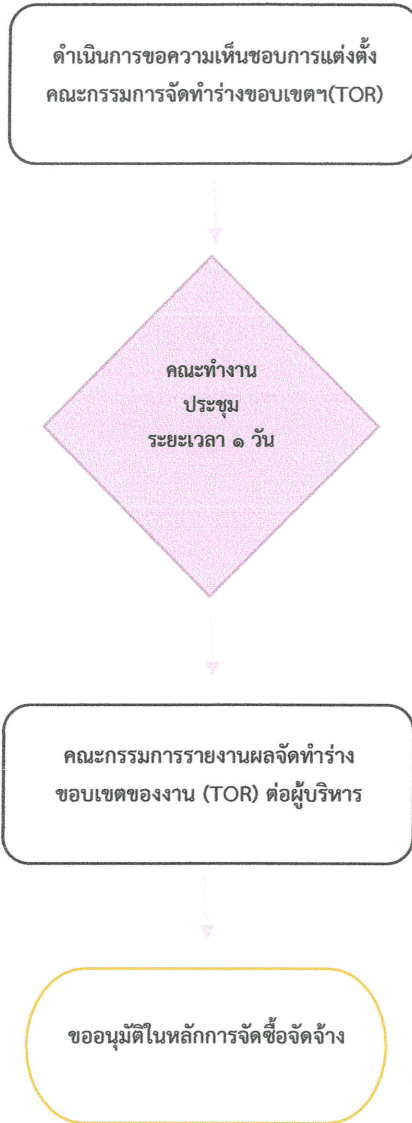 ดำเนินการขอความเห็นชอบการแต่งตั้ง
คณะกรรมการจัดทำร่างขอบเขตฯ(TOR)
คณะทำงาน
ประชุม
ระยะเวลา ๑ วัน
คณะกรรมการรายงานผลจัดทำร่าง
ขอบเขตของงาน (TOR) ต่อผู้บริหาร
ขออนุมัติในหลักการจัดซื้อจัดจ้าง